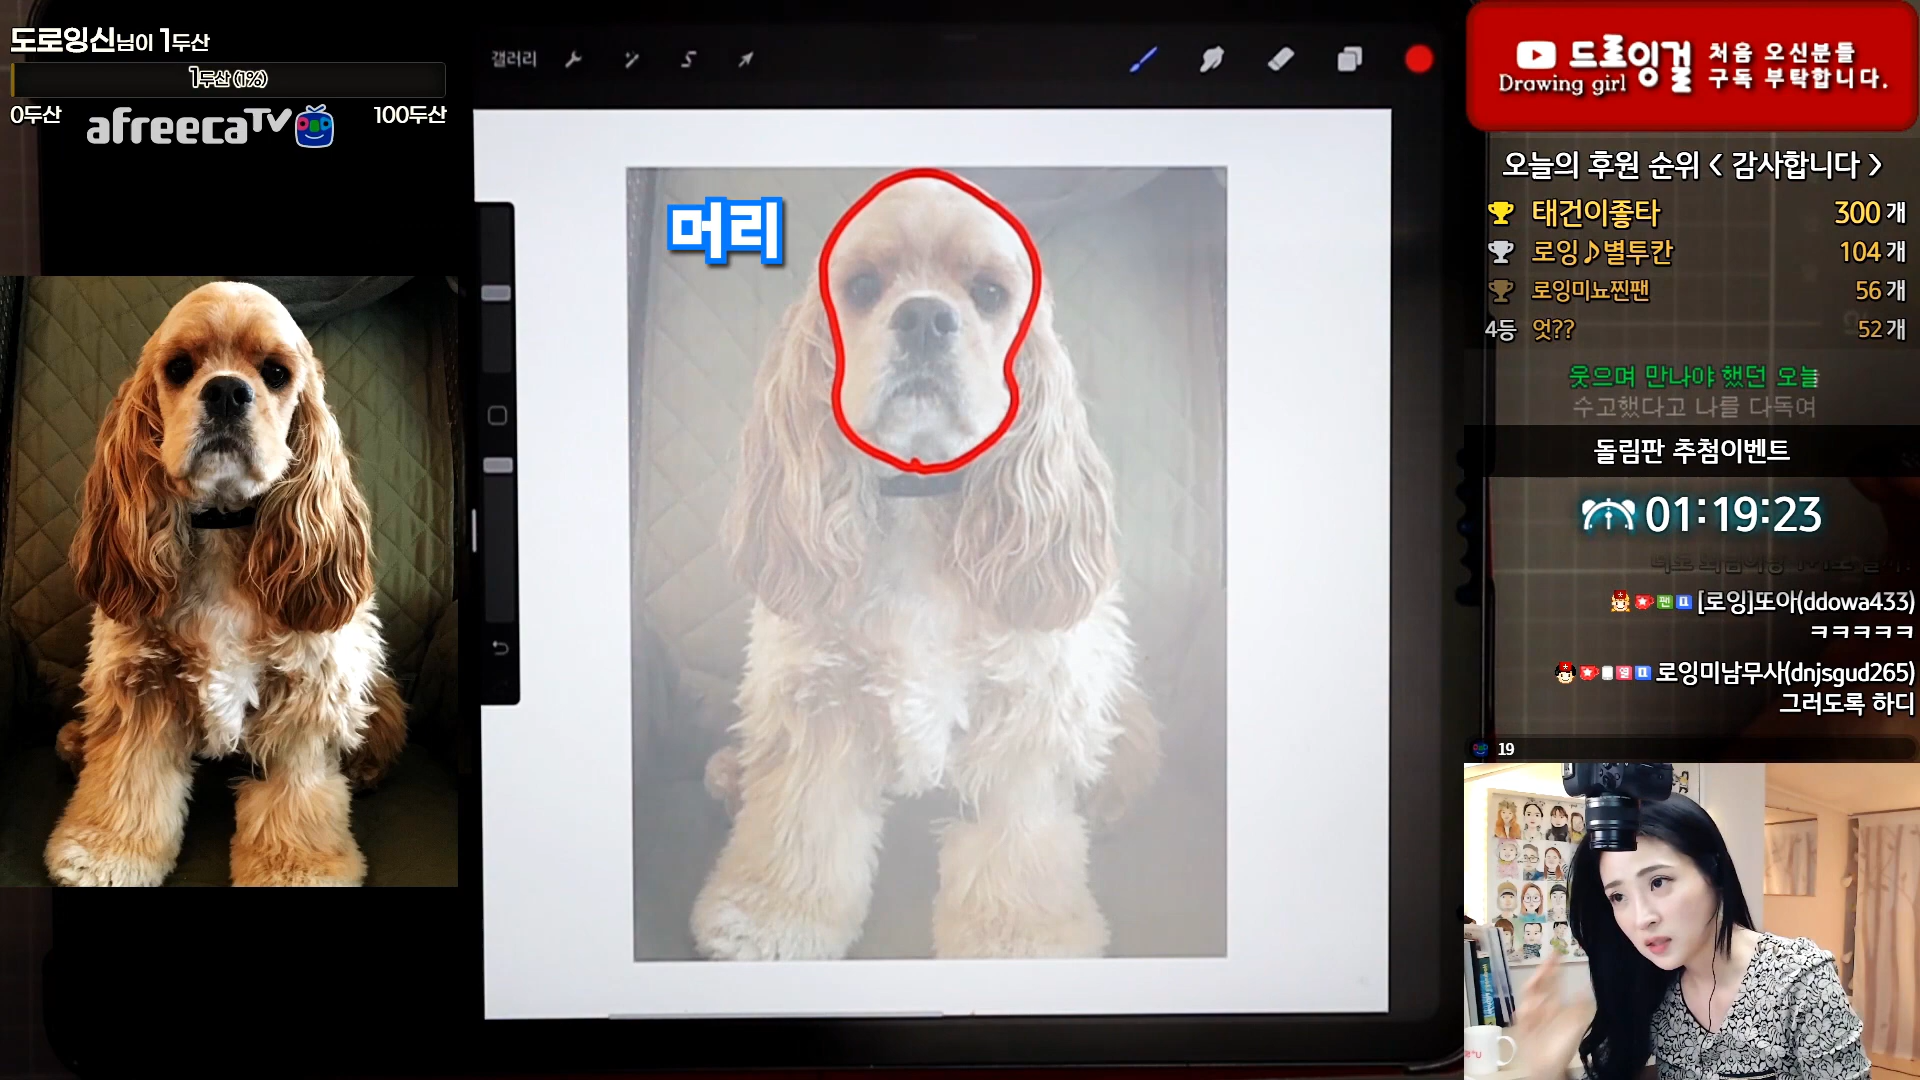 도로잉신님이 1두산
1두산 (1%)
0두산
100두산
afreecaTV
갤러리
머리
드로잉걸
Drawing girl
처음 오신분들
구독 부탁합니다.
오늘의 후원 순위 < 감사합니다 >
태건이좋타 300 개
로잉♪별투칸 104 개
로잉미뇨찐팬 56 개
4등 엇?? 52 개
웃으며 만나야 했던 오늘
수고했다고 나를 다독여
돌림판 추첨이벤트
01:19:23
[로잉]또아(ddowa433)
ㅋㅋㅋㅋㅋ
로잉미남무사(dnjsgud265)
그러도록 하디
19